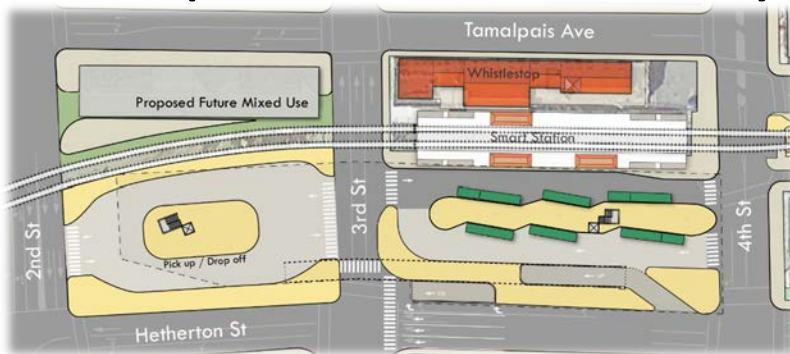 Tamalpais Ave
Whistlestop
Proposed Future Mixed Use
Smart Station
2nd St
3rd St
4th St
Pick up / Drop off
Hetherton St